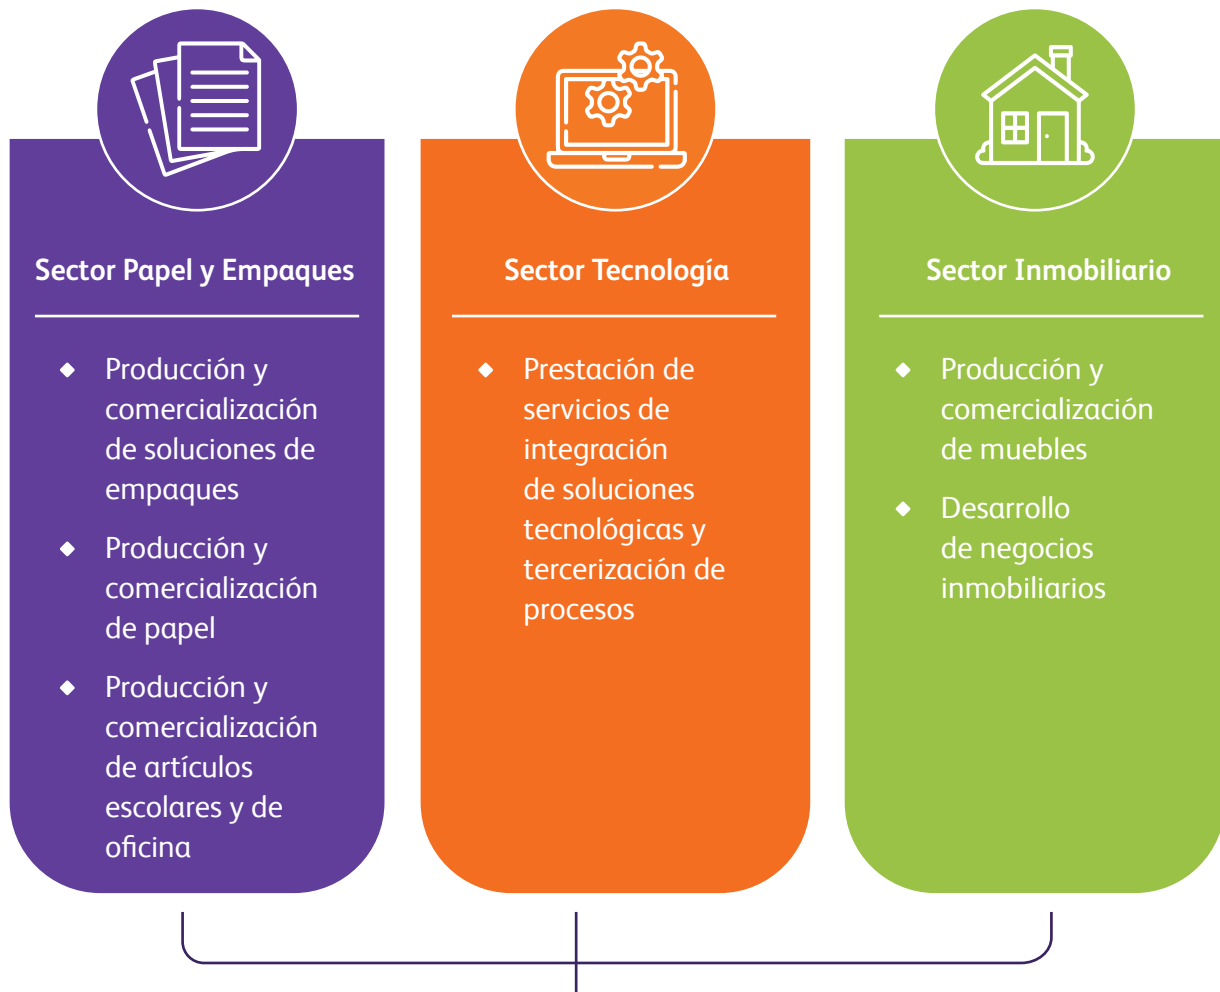 Sector Papel y Empaques
Producción y
comercialización
de soluciones de
empaques
Producción y
comercialización
de papel
Producción y
comercialización
de artículos
escolares y de
oficina
Sector Tecnología
Prestación de
servicios de
integración
de soluciones
tecnológicas y
tercerización de
procesos
Sector Inmobiliario
Producción y
comercialización
de muebles
Desarrollo
de negocios
inmobiliarios